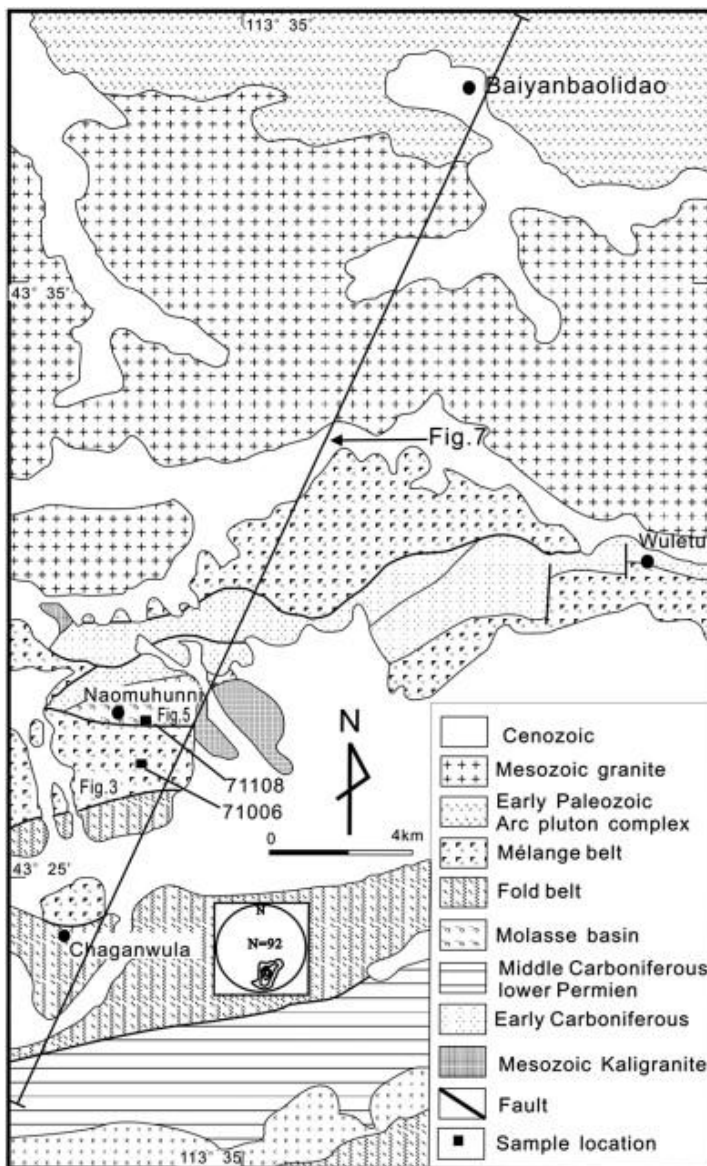 113° 35'
Baiyanbaolidao
43° 35'
Fig.7
Wuletu
Naomuhunni
Fig.5
71108
Fig.3
71006
N
0 4km
43° 25'
N
N=92
Chaganwula
113° 35'
Cenozoic
Mesozoic granite
Early Paleozoic
Arc pluton complex
Mélange belt
Fold belt
Molasse basin
Middle Carboniferous
lower Permien
Early Carboniferous
Mesozoic Kaligranite
Fault
Sample location